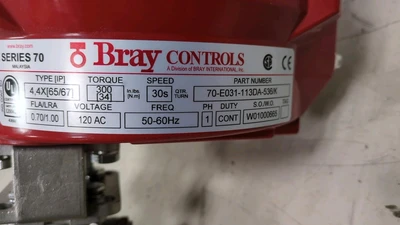 www.bray.com
SERIES 70
MALAYSIA
Bray CONTROLS
A Division of BRAY INTERNATIONAL, Inc.
TYPE [IP] TORQUE SPEED PART NUMBER
4,4X[65/67] 300 [34] in.lbs. [N.m] 30s QTR. TURN 70-E031-113DA-536/K
FLA/LRA VOLTAGE FREQUENCY PH DUTY S.O./W.O.
0.70/1.00 120 AC 50-60Hz 1 CONT W01000665